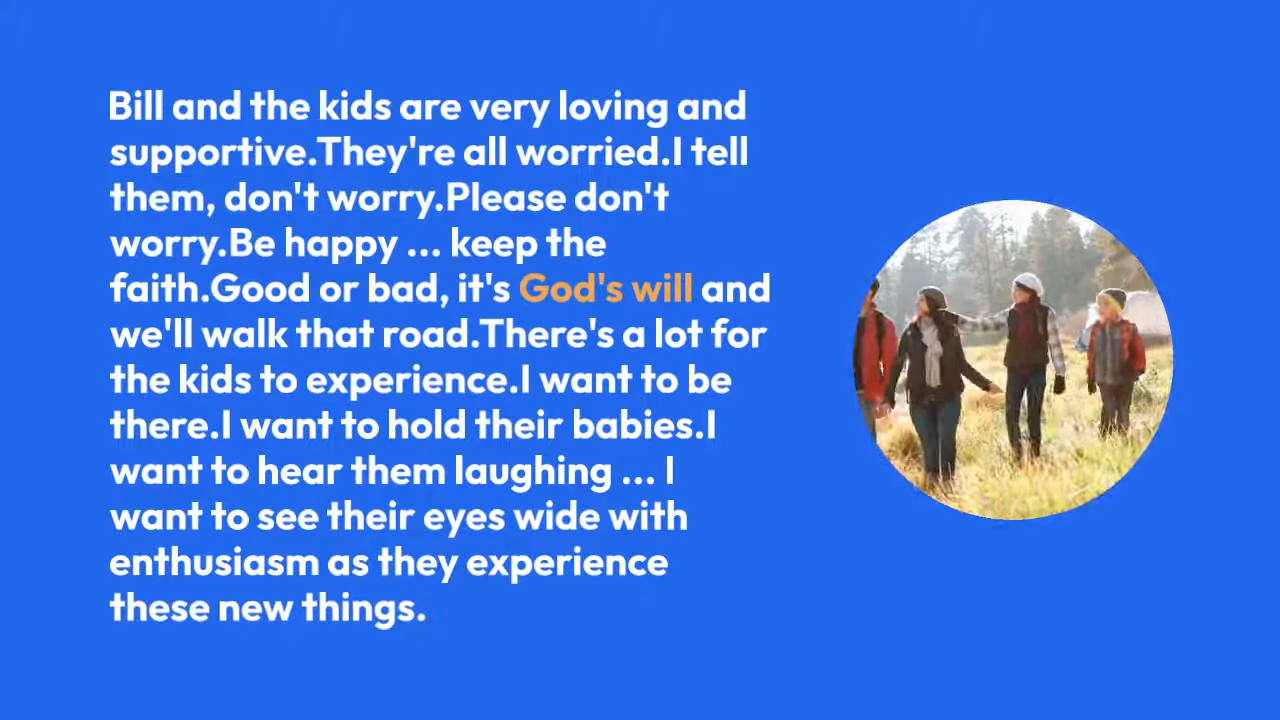 Bill and the kids are very loving and
supportive.They're all worried.I tell
them, don't worry.Please don't
worry.Be happy ... keep the
faith.Good or bad, it's God's will and
we'll walk that road.There's a lot for
the kids to experience.I want to be
there.I want to hold their babies.I
want to hear them laughing ... I
want to see their eyes wide with
enthusiasm as they experience
these new things.